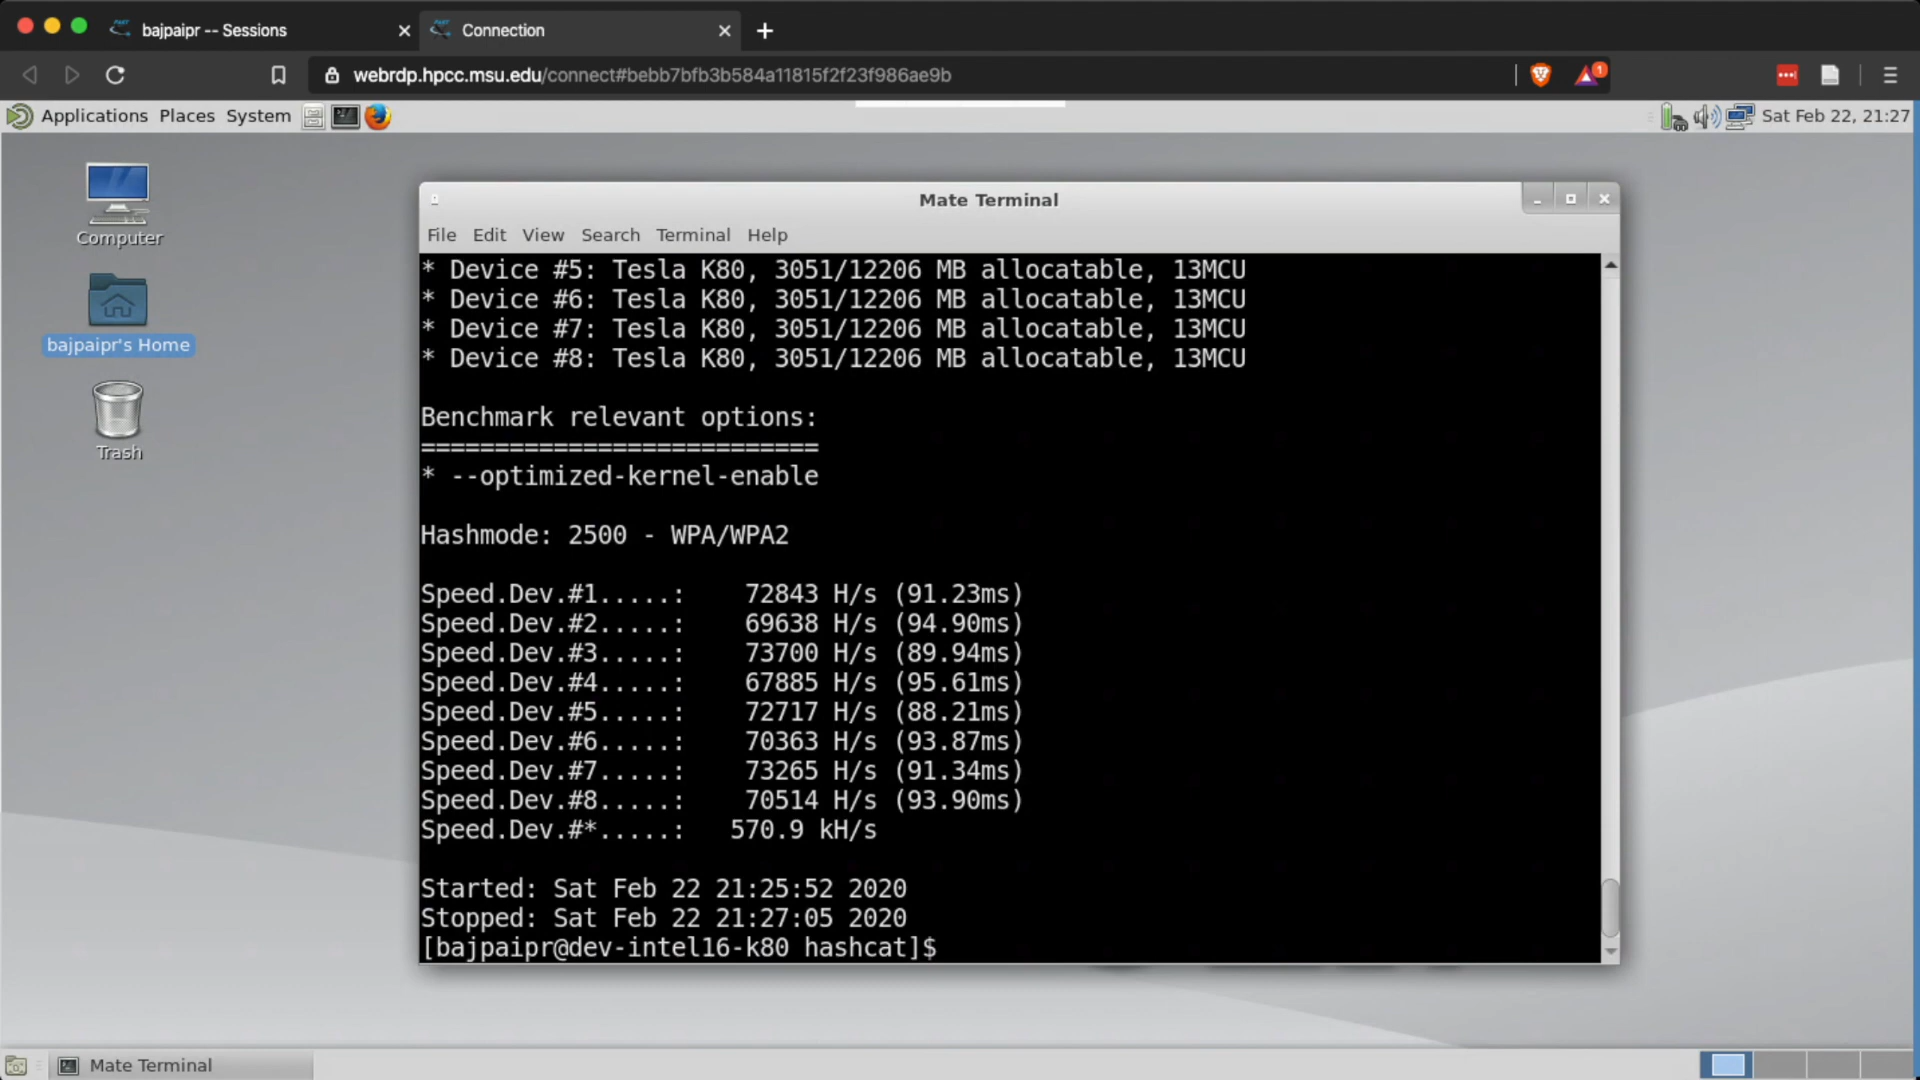 bajpaipr -- Sessions
Connection
webrdp.hpcc.msu.edu/connect#bebb7bfb3b584a11815f2f23f986ae9b
1
Applications Places System
Sat Feb 22, 21:27
Computer
bajpaipr's Home
Trash
Mate Terminal
File Edit View Search Terminal Help
* Device #5: Tesla K80, 3051/12206 MB allocatable, 13MCU
* Device #6: Tesla K80, 3051/12206 MB allocatable, 13MCU
* Device #7: Tesla K80, 3051/12206 MB allocatable, 13MCU
* Device #8: Tesla K80, 3051/12206 MB allocatable, 13MCU
Benchmark relevant options:
===========================
* --optimized-kernel-enable
Hashmode: 2500 - WPA/WPA2
Speed.Dev.#1.....:    72843 H/s (91.23ms)
Speed.Dev.#2.....:    69638 H/s (94.90ms)
Speed.Dev.#3.....:    73700 H/s (89.94ms)
Speed.Dev.#4.....:    67885 H/s (95.61ms)
Speed.Dev.#5.....:    72717 H/s (88.21ms)
Speed.Dev.#6.....:    70363 H/s (93.87ms)
Speed.Dev.#7.....:    73265 H/s (91.34ms)
Speed.Dev.#8.....:    70514 H/s (93.90ms)
Speed.Dev.#*.....:   570.9 kH/s
Started: Sat Feb 22 21:25:52 2020
Stopped: Sat Feb 22 21:27:05 2020
[bajpaipr@dev-intel16-k80 hashcat]$
Mate Terminal